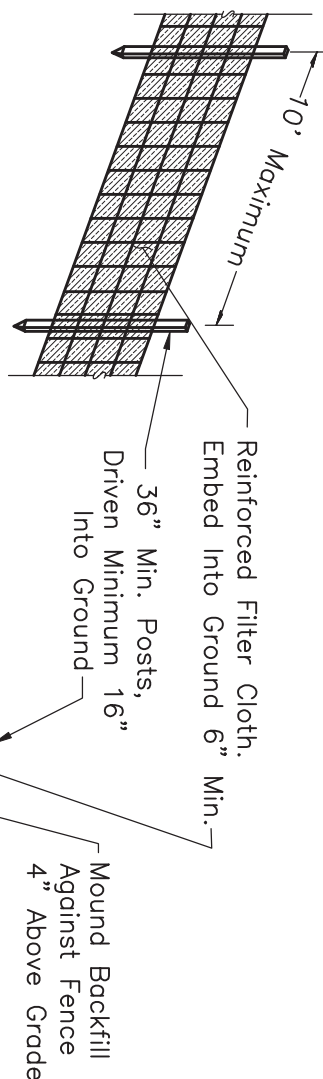 10' Maximum
Reinforced Filter Cloth.
Embed Into Ground 6" Min.
36" Min. Posts,
Driven Minimum 16"
Into Ground
Mound Backfill
Against Fence
4" Above Grade